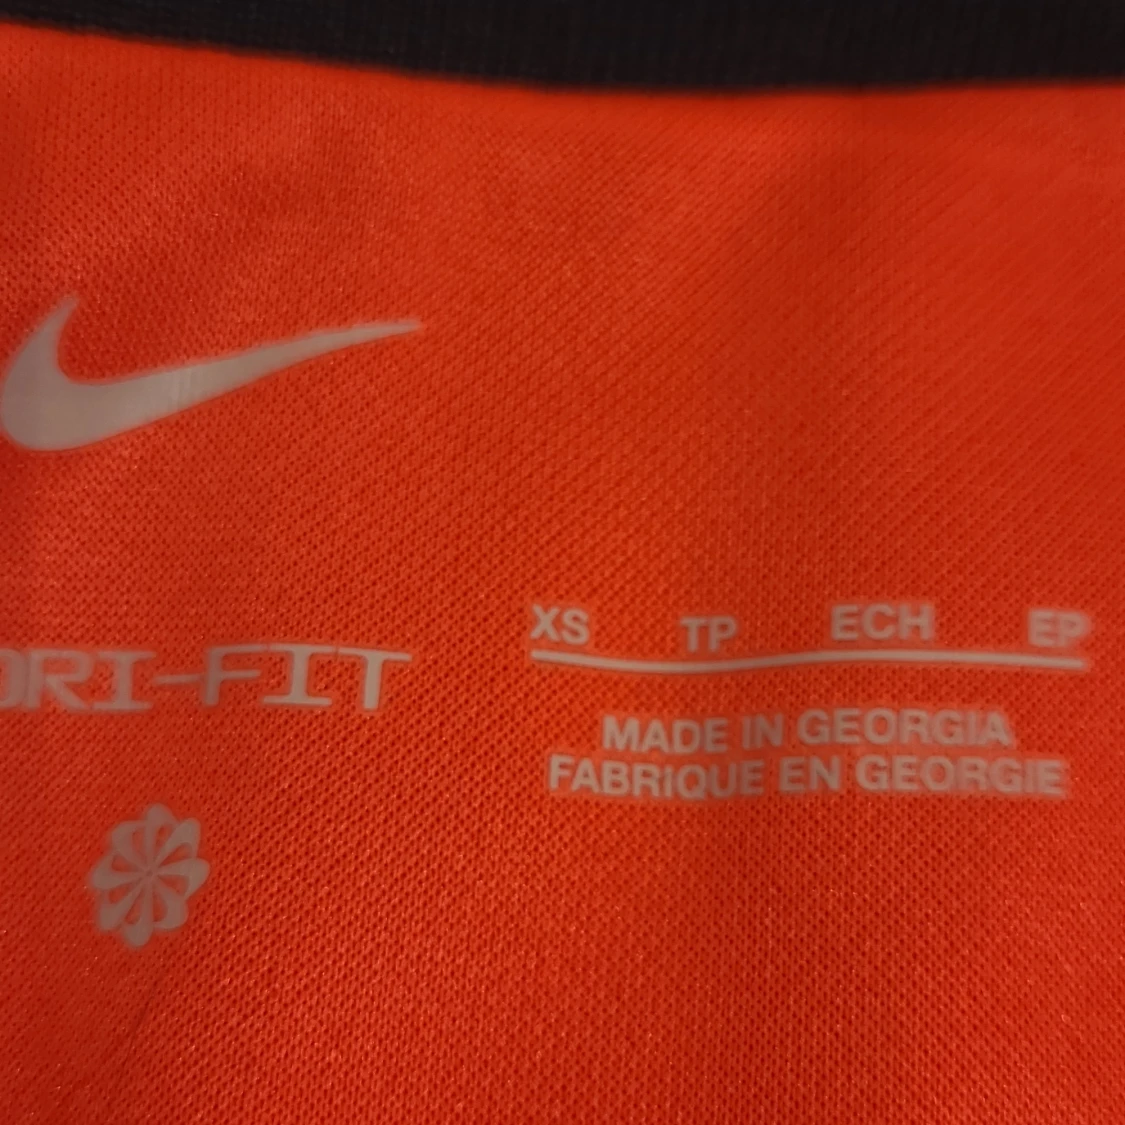 XS TP ECH EP
DRI-FIT
MADE IN GEORGIA
FABRIQUE EN GEORGIE